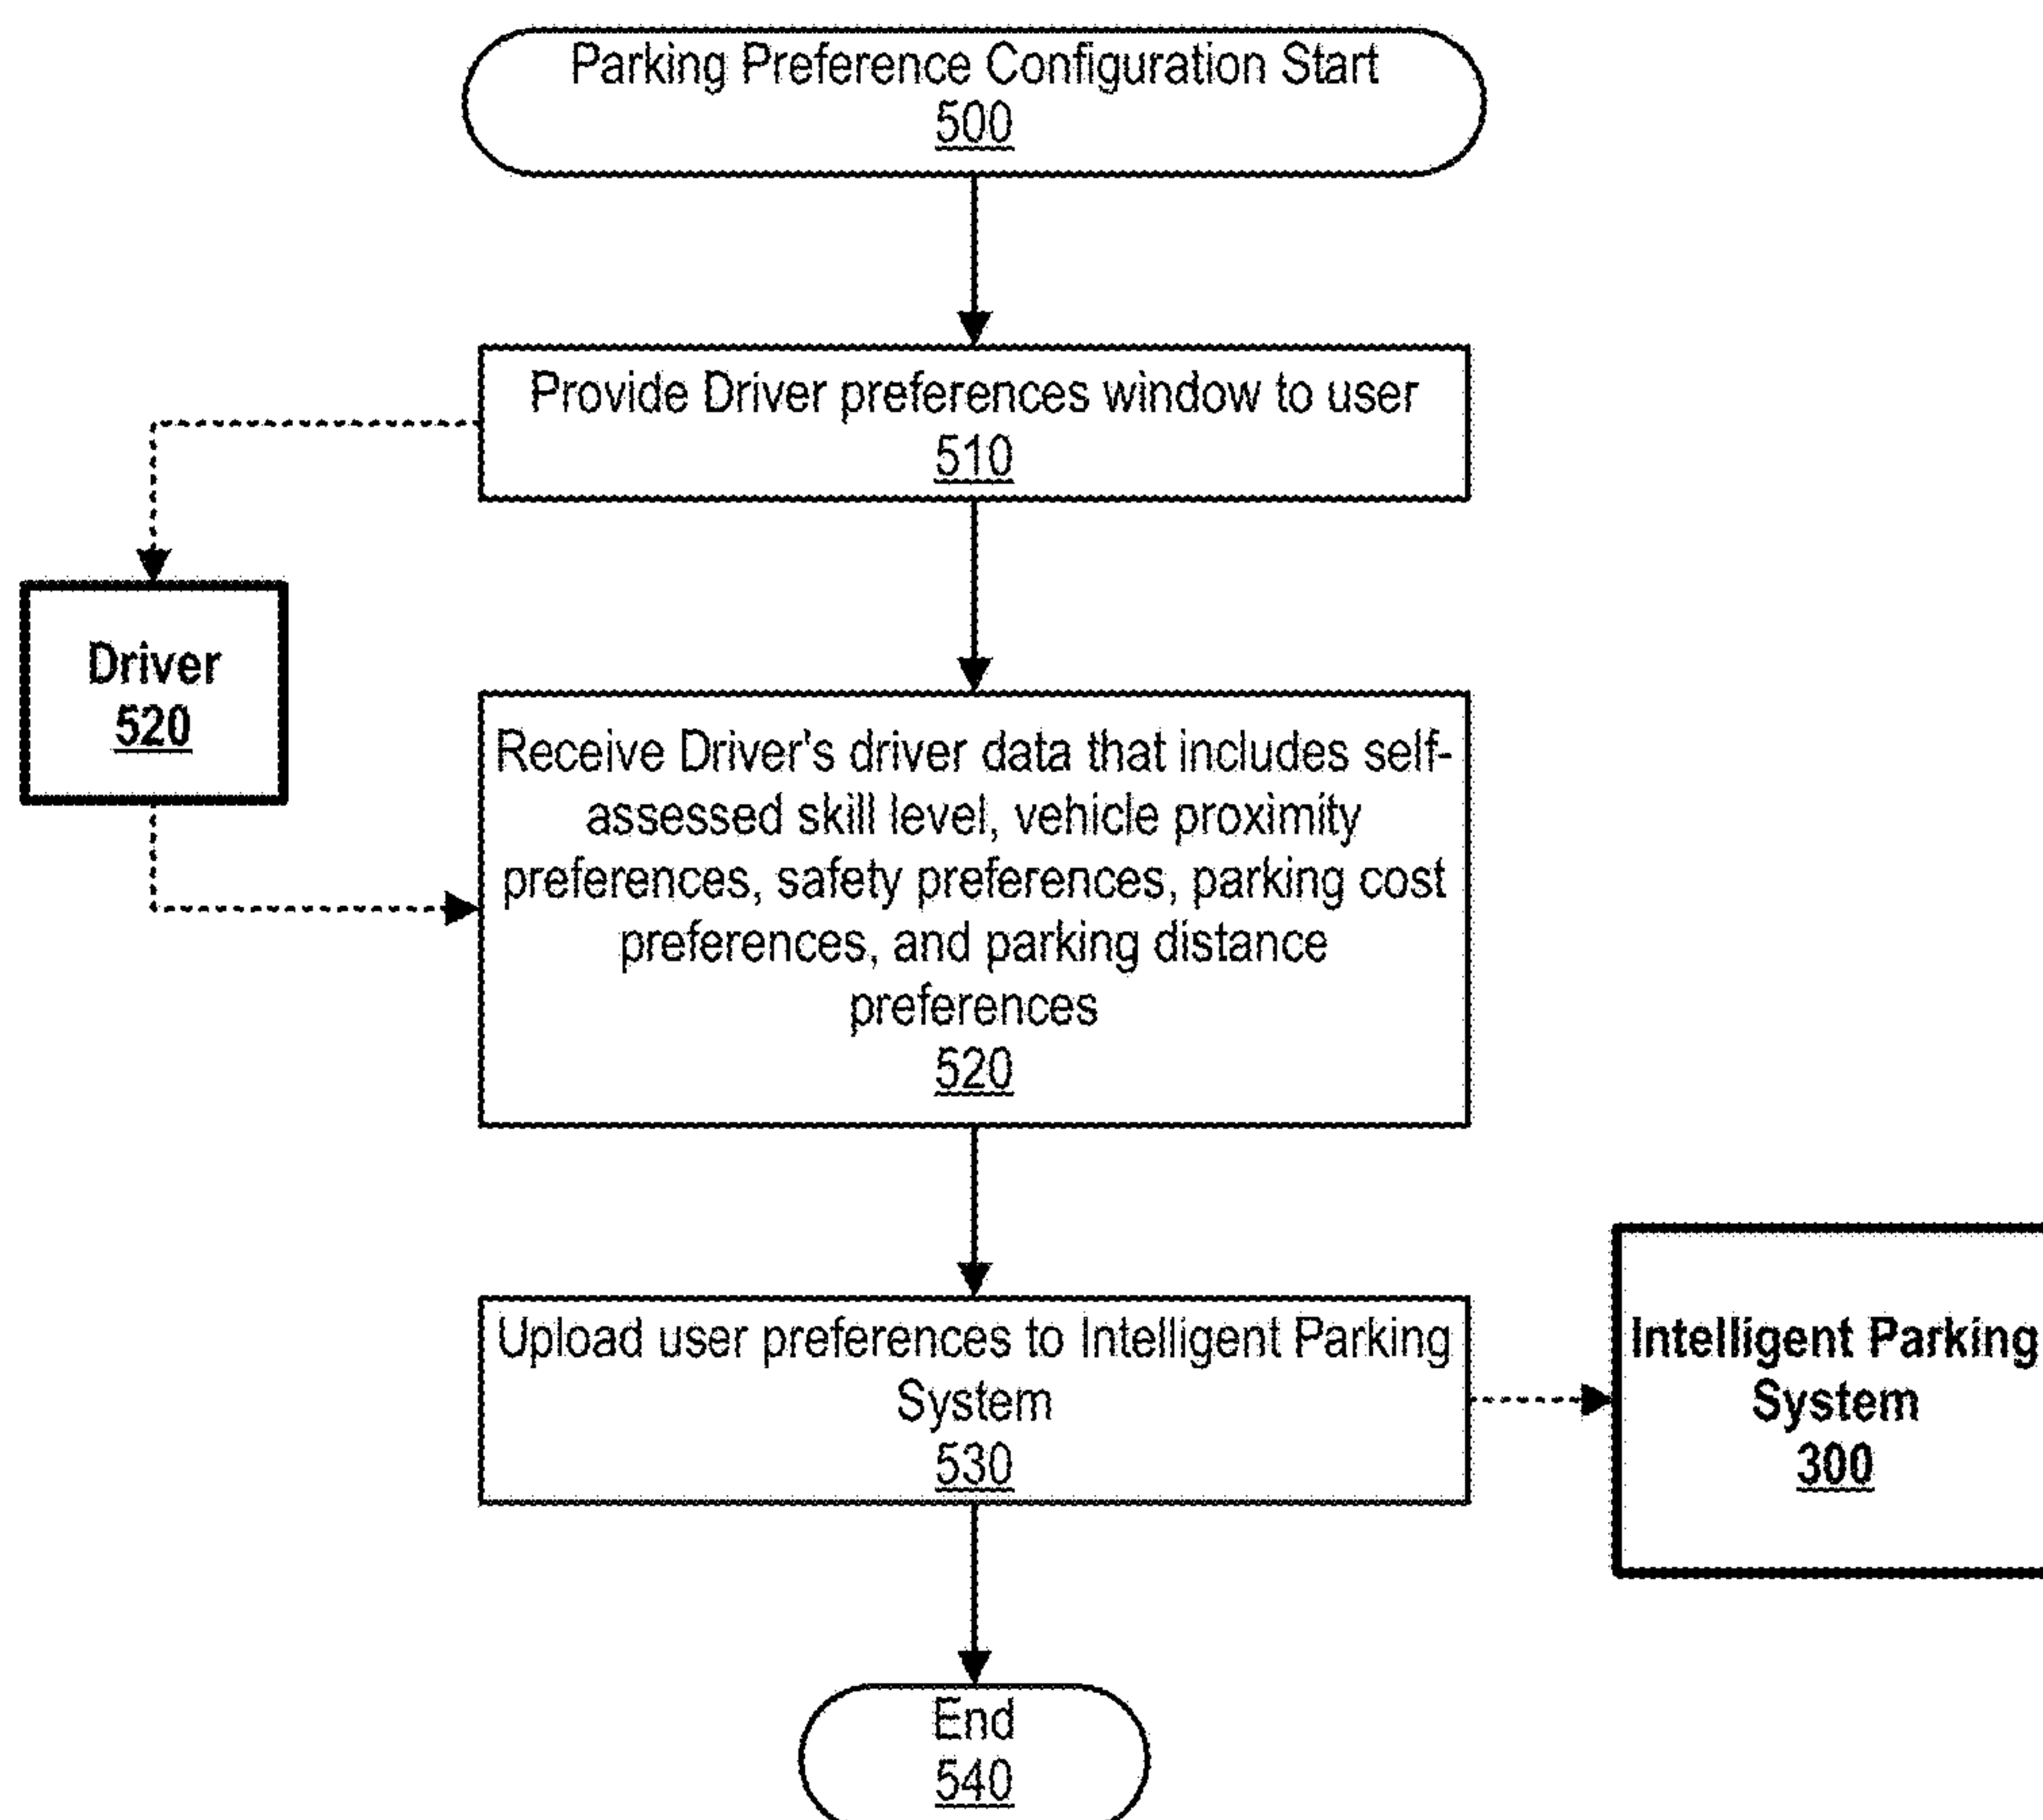 Parking Preference Configuration Start
500
Provide Driver preferences window to user
510
Driver
520
Receive Driver's driver data that includes self-
assessed skill level, vehicle proximity
preferences, safety preferences, parking cost
preferences, and parking distance
preferences
520
Upload user preferences to Intelligent Parking
System
530
Intelligent Parking
System
300
End
540